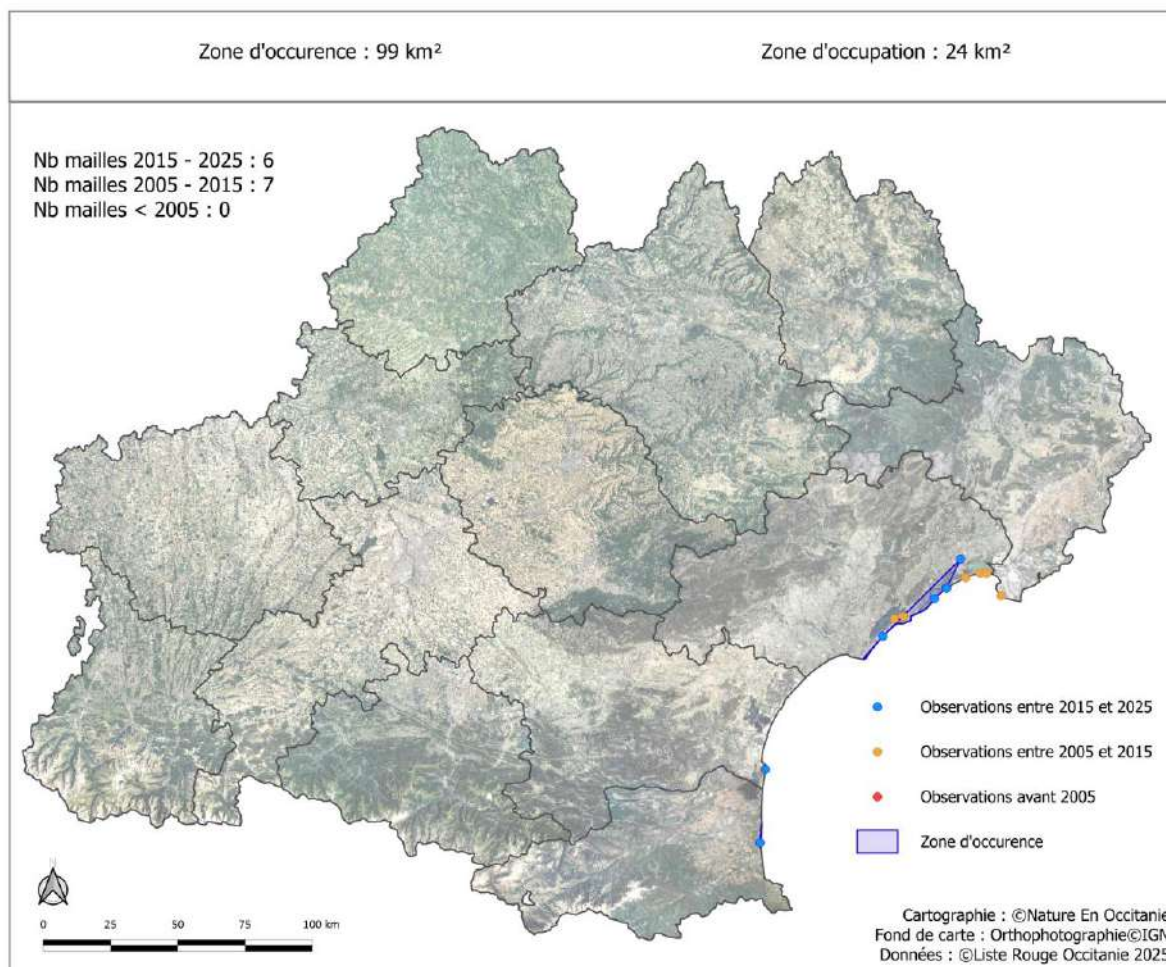 Zone d'occurence : 99 km²
Zone d'occupation : 24 km²
Nb mailles 2015 - 2025 : 6
Nb mailles 2005 - 2015 : 7
Nb mailles < 2005 : 0
Observations entre 2015 et 2025
Observations entre 2005 et 2015
Observations avant 2005
Zone d'occurence
N
0 25 50 75 100 km
Cartographie : ©Nature En Occitanie
Fond de carte : Orthophotographie©IGN
Données : ©Liste Rouge Occitanie 2025